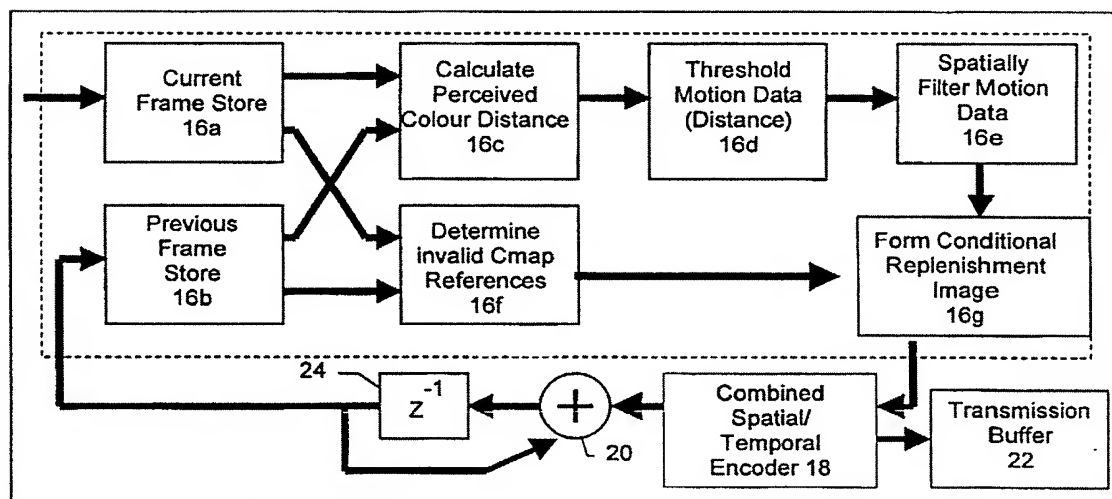 Current
Frame Store
16a
Calculate
Perceived
Colour Distance
16c
Threshold
Motion Data
(Distance)
16d
Spatially
Filter Motion
Data
16e
Previous
Frame
Store
16b
Determine
invalid Cmap
References
16f
Form Conditional
Replenishment
Image
16g
24
Z-1
+
20
Combined
Spatial/
Temporal
Encoder 18
Transmission
Buffer
22